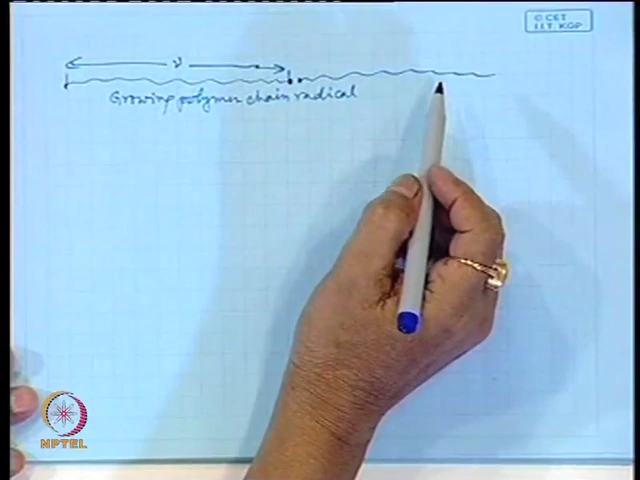 © CET
I.I.T. KGP
ν
Growing polymer chain radical
NPTEL